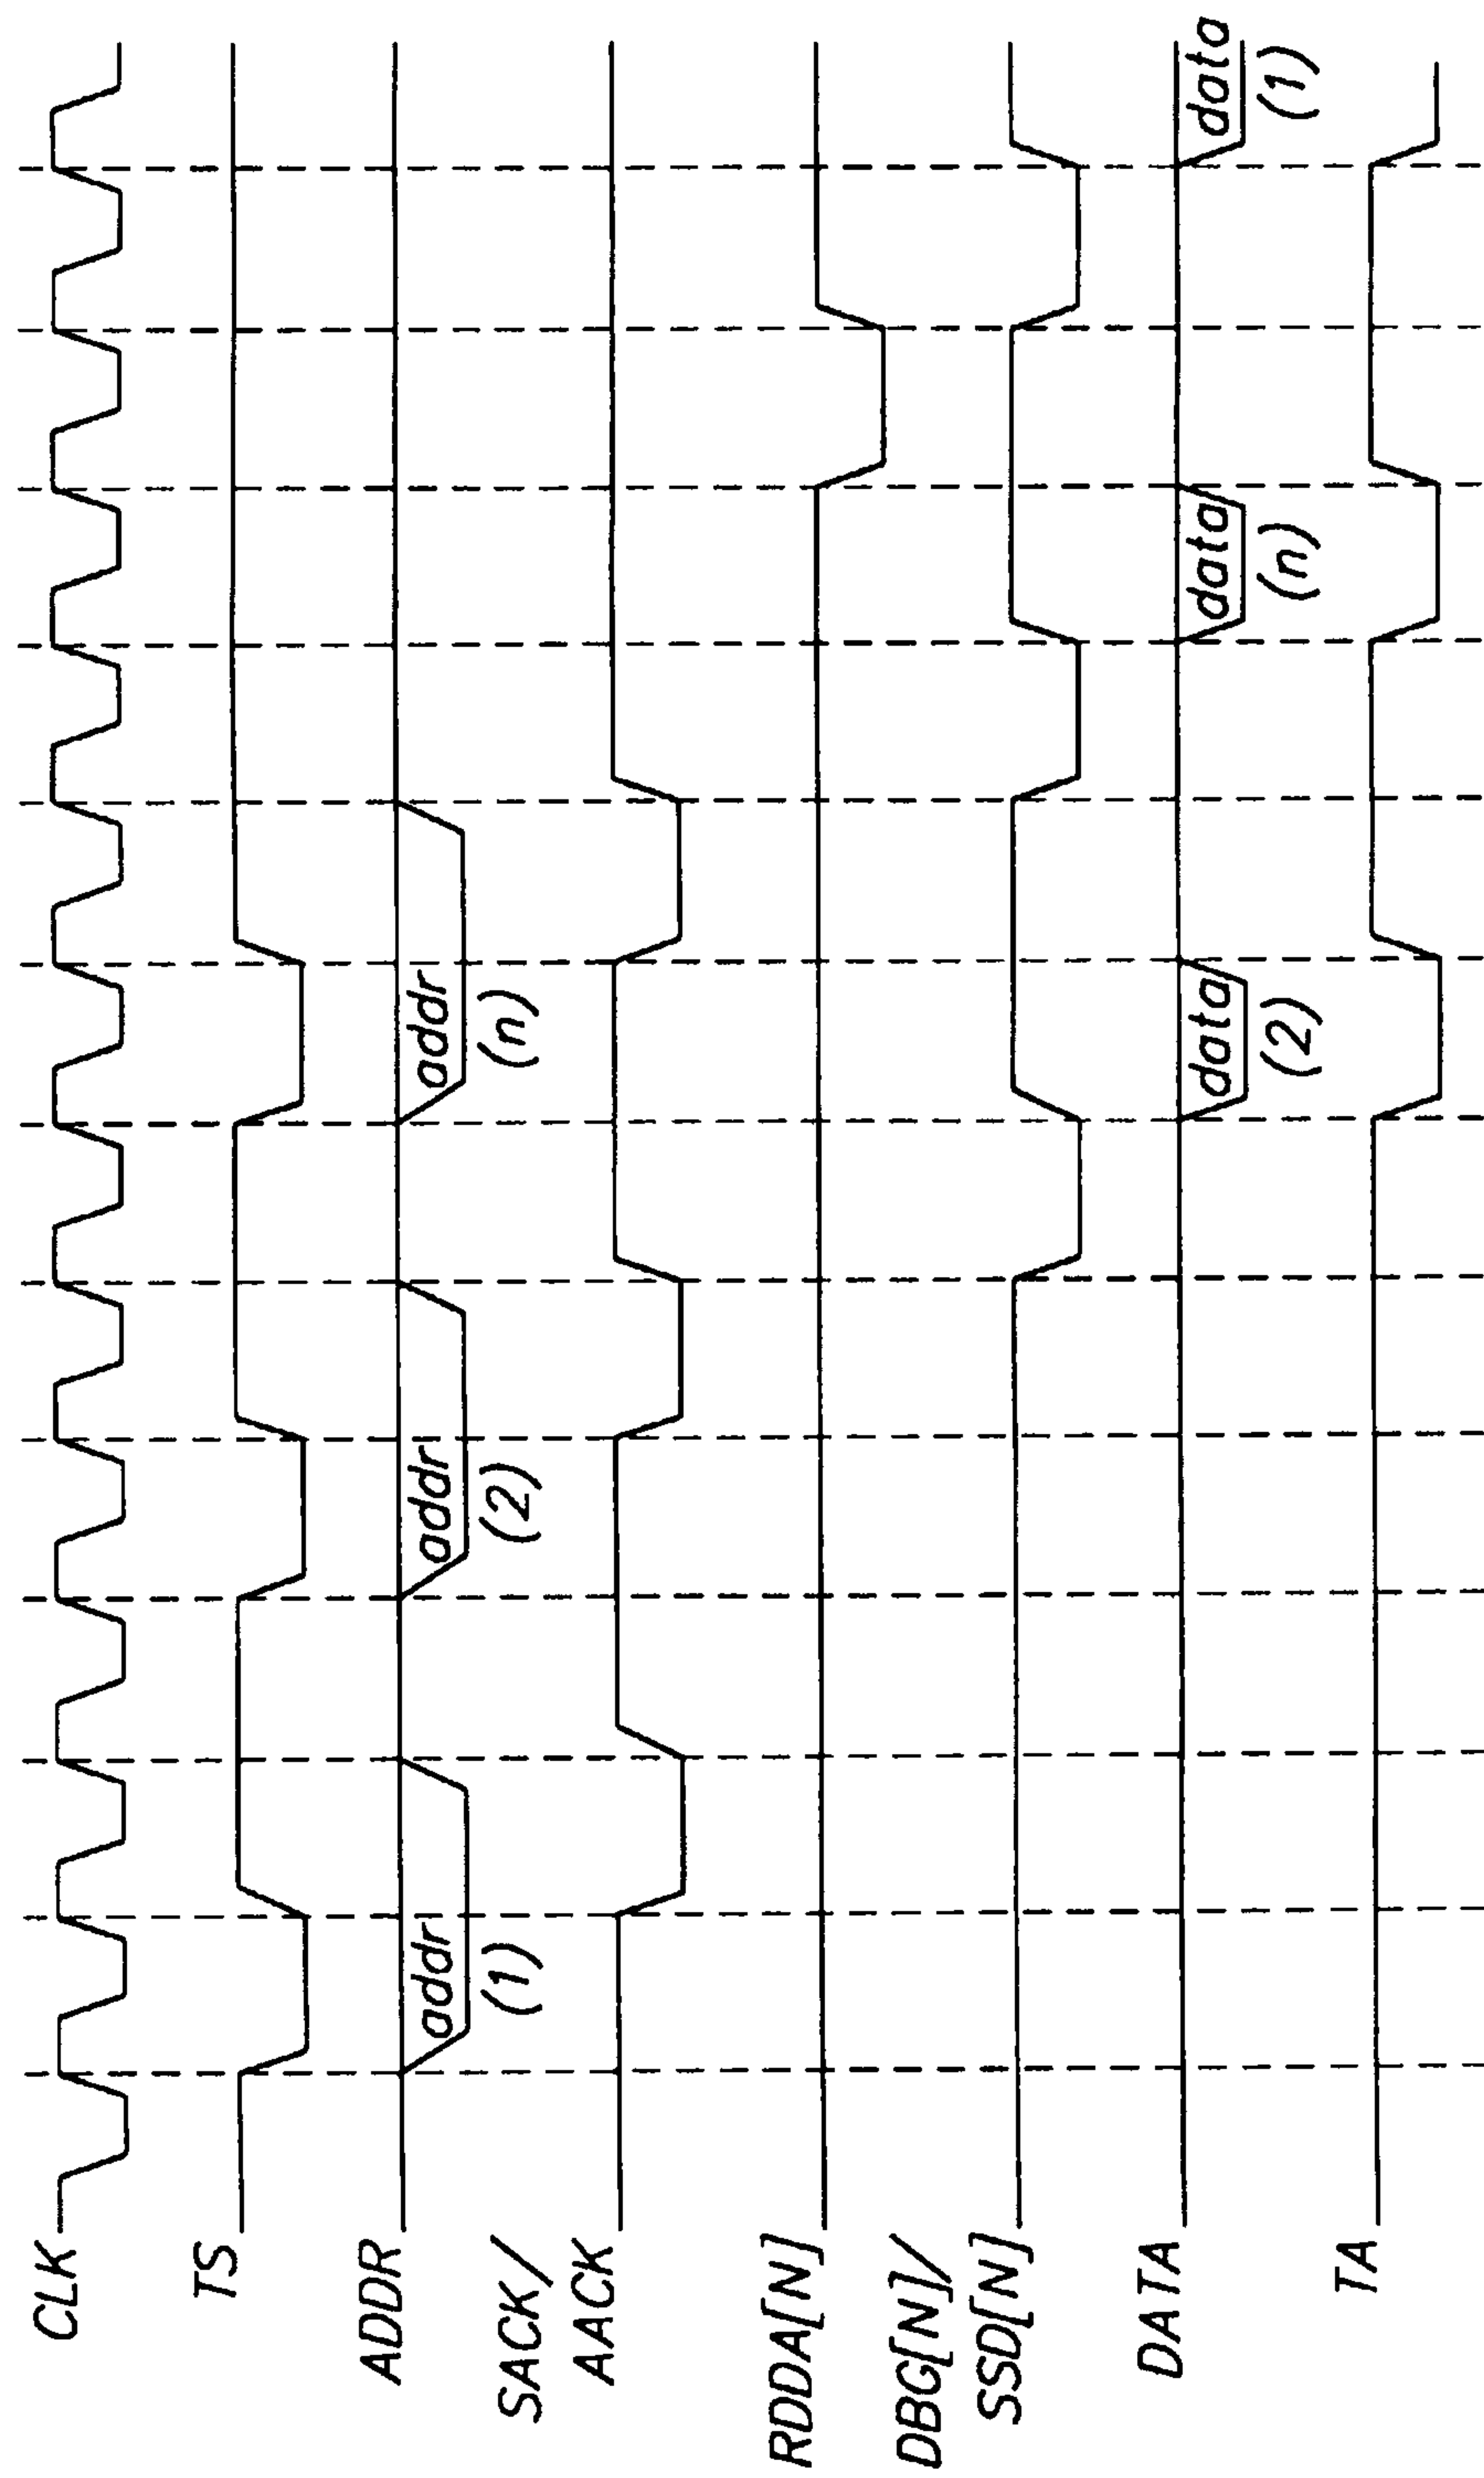 CLK
TS
ADDR
addr
(1)
addr
(2)
addr
(n)
SACK/
AACK
RDDA[N]
DBG[N]/
SSD[N]
DATA
data
(2)
data
(n)
data
(1)
TA